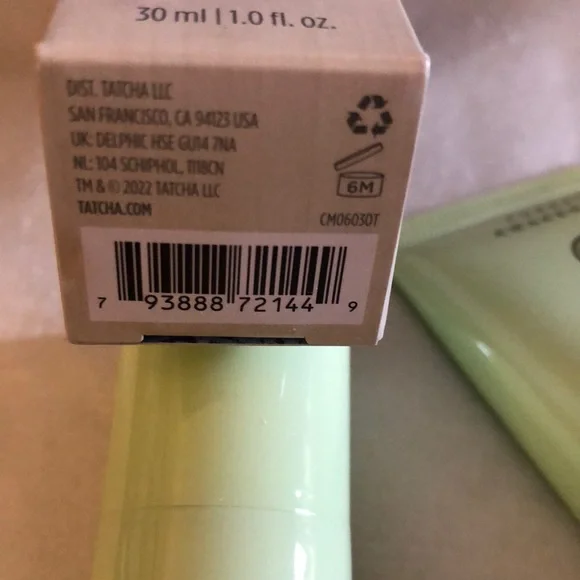 30 ml | 1.0 fl. oz.
DIST. TATCHA LLC
SAN FRANCISCO, CA 94123 USA
UK: DELPHIC HSE GU14 7NA
NL: 104 SCHIPHOL, 1118CN
TM & © 2022 TATCHA LLC
TATCHA.COM
6M
CM06030T
7 93888 72144 9